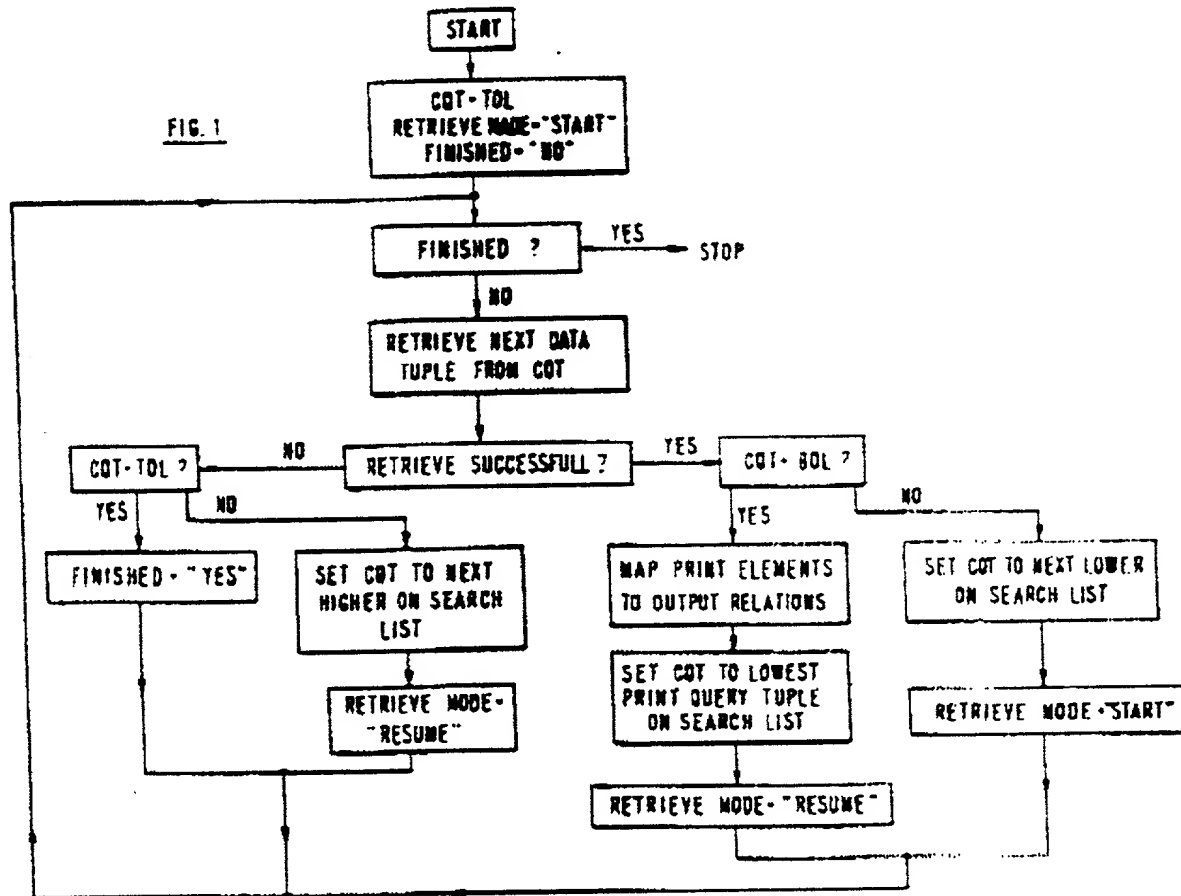 START
FIG. 1
CQT-TOL
RETRIEVE MODE-"START"
FINISHED-"NO"
FINISHED ?
YES
STOP
NO
RETRIEVE NEXT DATA
TUPLE FROM CQT
CQT-TOL ?
NO
RETRIEVE SUCCESSFULL ?
YES
CQT-BOL ?
YES
NO
YES
NO
FINISHED-"YES"
SET CQT TO NEXT
HIGHER ON SEARCH
LIST
MAP PRINT ELEMENTS
TO OUTPUT RELATIONS
SET CQT TO NEXT LOWER
ON SEARCH LIST
RETRIEVE MODE-
"RESUME"
SET CQT TO LOWEST
PRINT QUERY TUPLE
ON SEARCH LIST
RETRIEVE MODE-"START"
RETRIEVE MODE-"RESUME"